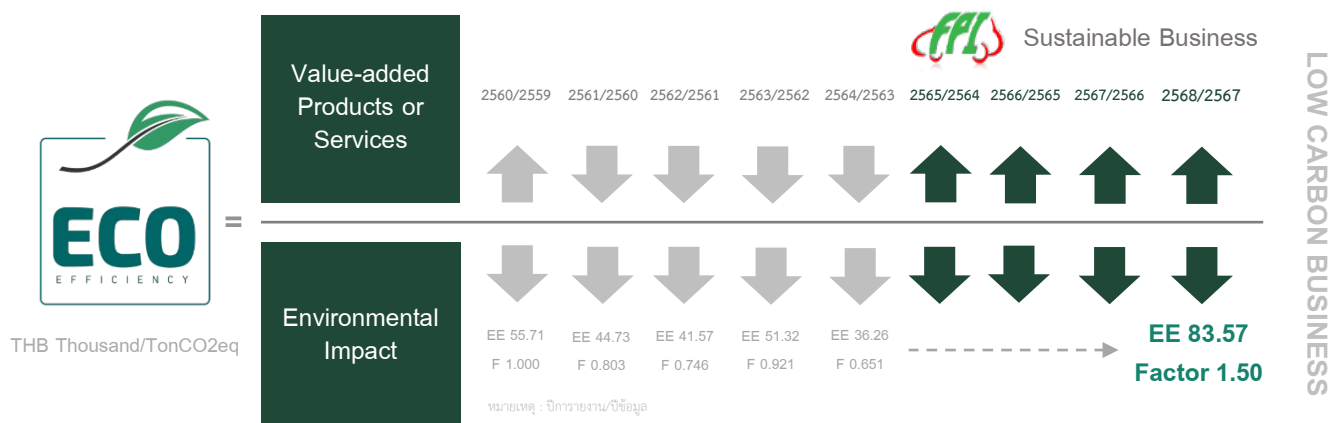 FPI
Sustainable Business
Value-added
Products or
Services
2560/2559 2561/2560 2562/2561 2563/2562 2564/2563 2565/2564 2566/2565 2567/2566 2568/2567
LOW CARBON BUSINESS
ECO
EFFICIENCY
=
THB Thousand/TonCO2eq
Environmental
Impact
EE 55.71 EE 44.73 EE 41.57 EE 51.32 EE 36.26 EE 83.57
F 1.000 F 0.803 F 0.746 F 0.921 F 0.651 Factor 1.50
หมายเหตุ : ปีการายงาน/ปีข้อมูล